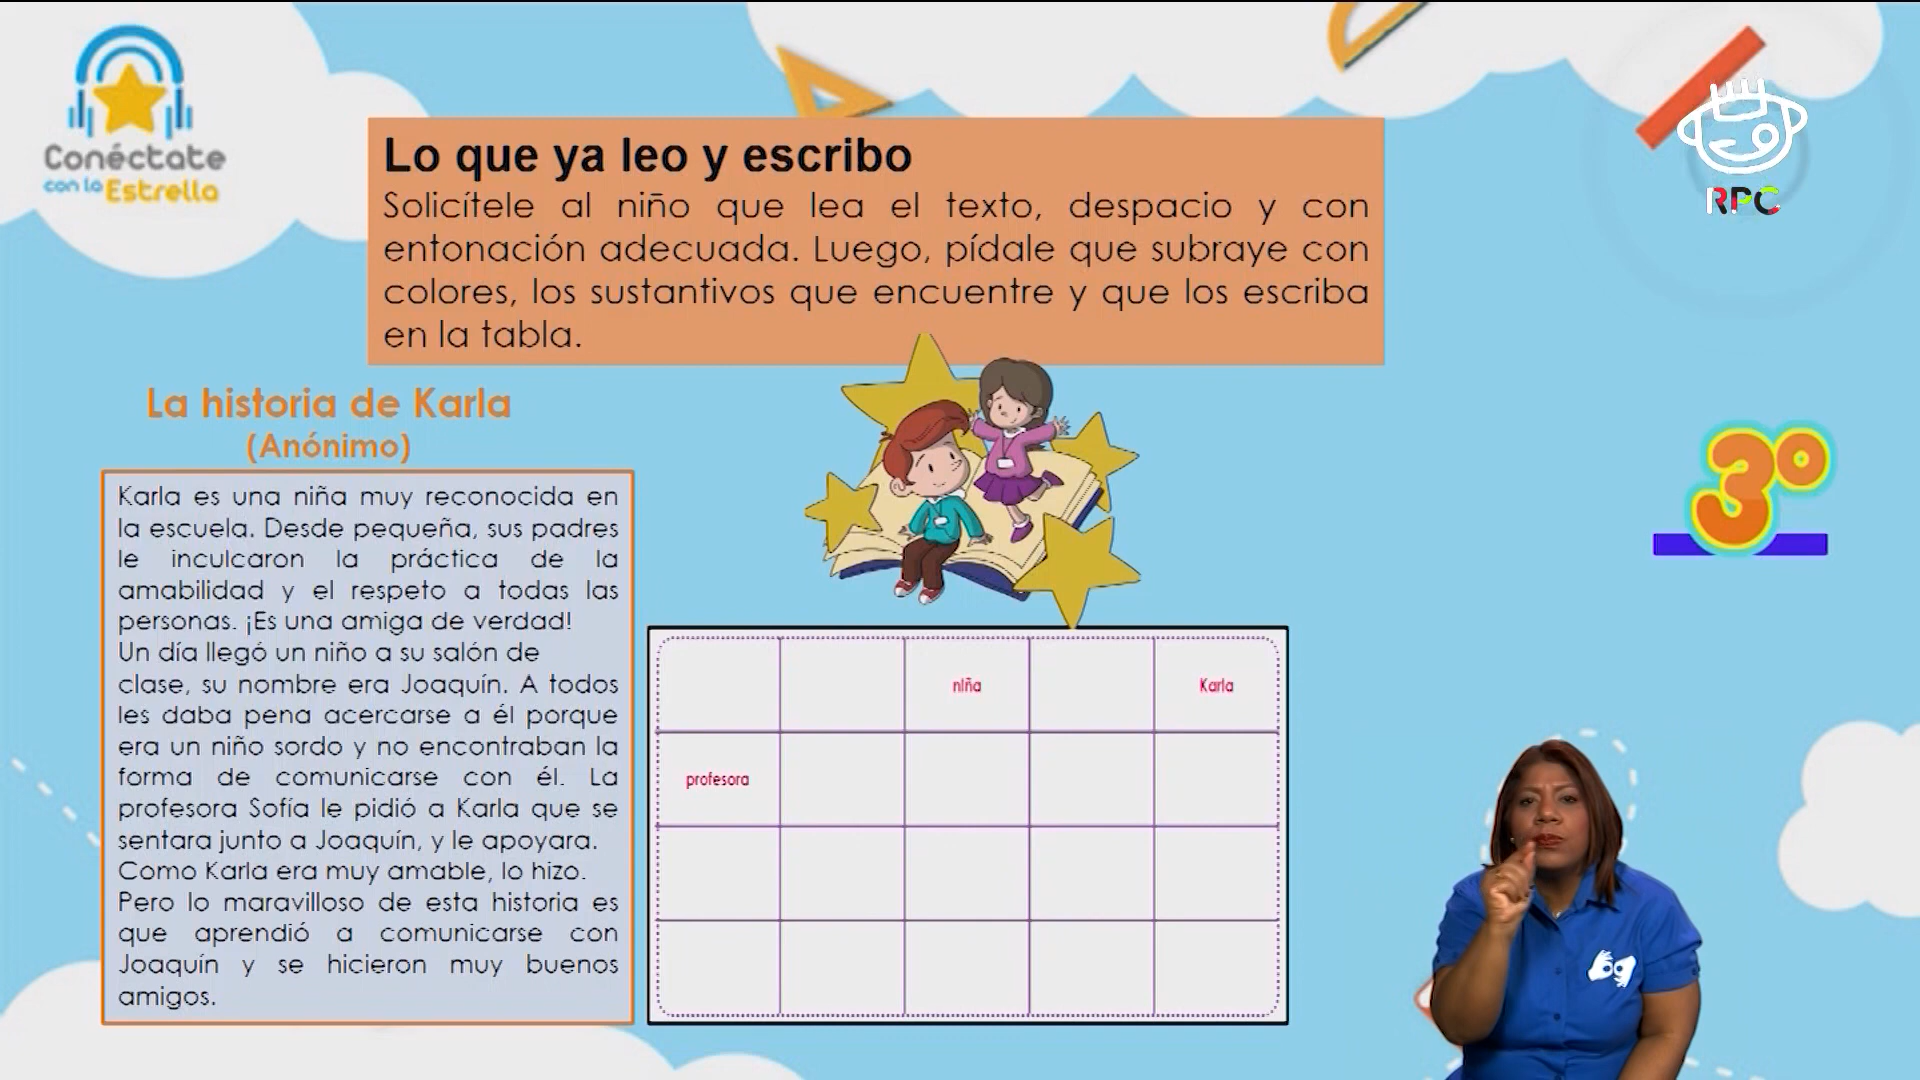 Conéctate
con la Estrella
RPC
Lo que ya leo y escribo
Solicítele al niño que lea el texto, despacio y con
entonación adecuada. Luego, pídale que subraye con
colores, los sustantivos que encuentre y que los escriba
en la tabla.
La historia de Karla
(Anónimo)
Karla es una niña muy reconocida en
la escuela. Desde pequeña, sus padres
le inculcaron la práctica de la
amabilidad y el respeto a todas las
personas. ¡Es una amiga de verdad!
Un día llegó un niño a su salón de
clase, su nombre era Joaquín. A todos
les daba pena acercarse a él porque
era un niño sordo y no encontraban la
forma de comunicarse con él. La
profesora Sofía le pidió a Karla que se
sentara junto a Joaquín, y le apoyara.
Como Karla era muy amable, lo hizo.
Pero lo maravilloso de esta historia es
que aprendió a comunicarse con
Joaquín y se hicieron muy buenos
amigos.
niña
Karla
profesora
3º